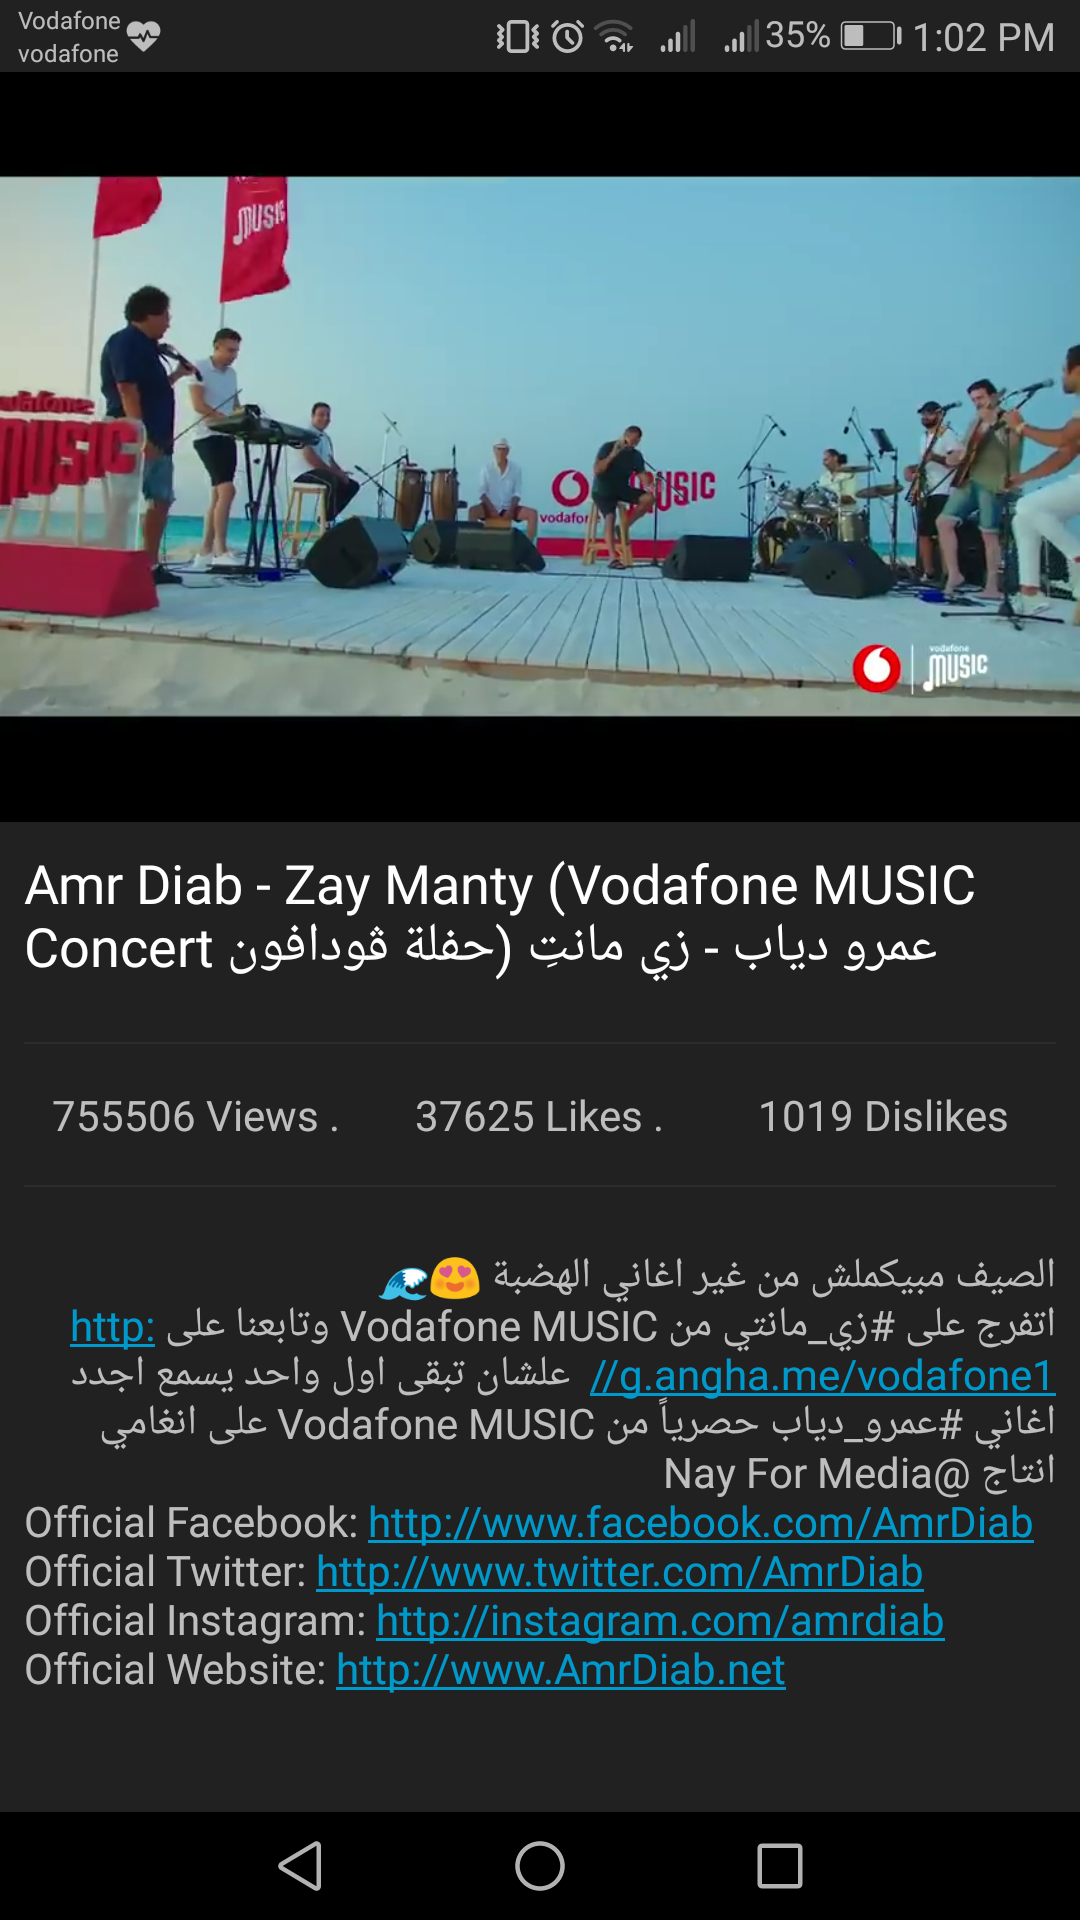 Vodafone
vodafone
35%
1:02 PM
MUSIC
vodafone
MUSIC
vodafone
MUSIC
vodafone
MUSIC
Amr Diab - Zay Manty (Vodafone MUSIC
Concert عمرو دياب - زي مانتِ (حفلة ڤودافون
755506 Views .
37625 Likes .
1019 Dislikes
الصيف مبيكملش من غير اغاني الهضبة 😍🌊
اتفرج على #زي_مانتي من Vodafone MUSIC وتابعنا على http:
//g.angha.me/vodafone1 علشان تبقى اول واحد يسمع اجدد
اغاني #عمرو_دياب حصرياً من Vodafone MUSIC على انغامي
انتاج @Nay For Media
Official Facebook: http://www.facebook.com/AmrDiab
Official Twitter: http://www.twitter.com/AmrDiab
Official Instagram: http://instagram.com/amrdiab
Official Website: http://www.AmrDiab.net